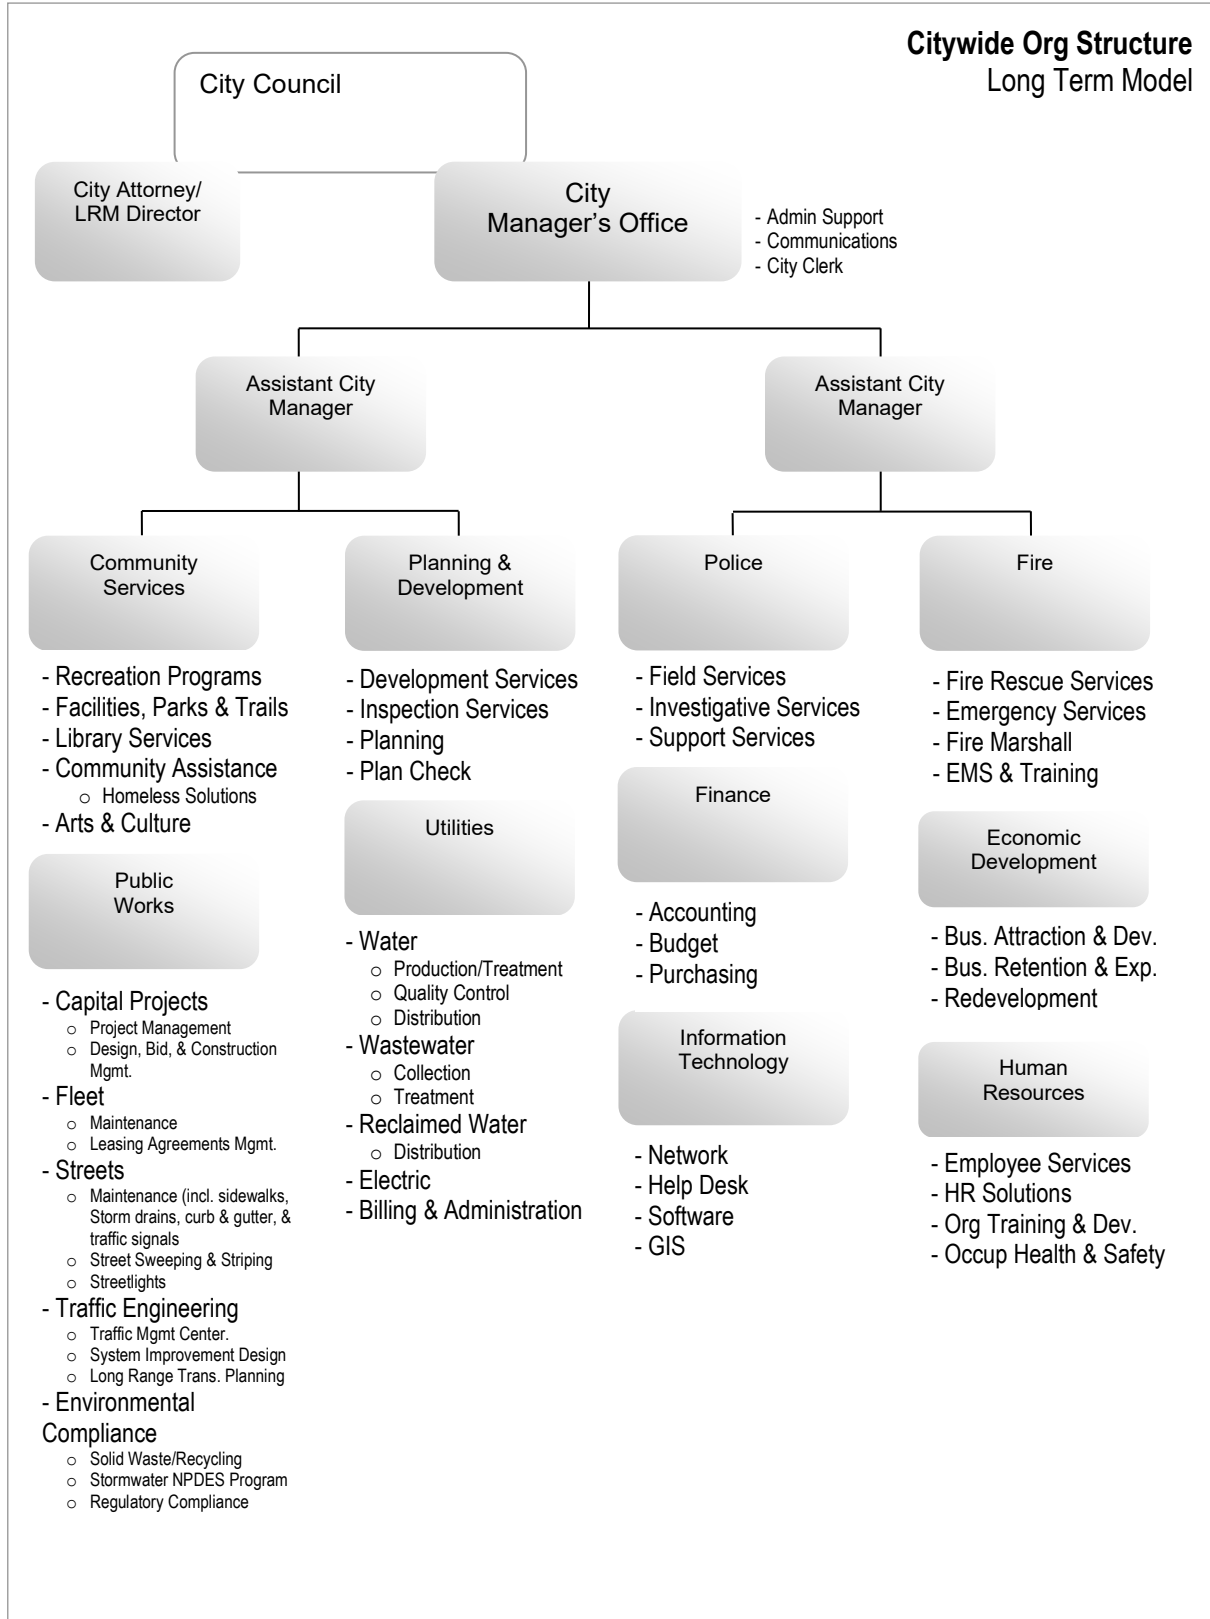 Citywide Org Structure
Long Term Model
City Council
City Attorney/
LRM Director
City
Manager’s Office
- Admin Support
- Communications
- City Clerk
Assistant City
Manager
Assistant City
Manager
Community
Services
- Recreation Programs
- Facilities, Parks & Trails
- Library Services
- Community Assistance
o Homeless Solutions
- Arts & Culture
Public
Works
- Capital Projects
o Project Management
o Design, Bid, & Construction
Mgmt.
- Fleet
o Maintenance
o Leasing Agreements Mgmt.
- Streets
o Maintenance (incl. sidewalks,
Storm drains, curb & gutter, &
traffic signals
o Street Sweeping & Striping
o Streetlights
- Traffic Engineering
o Traffic Mgmt Center.
o System Improvement Design
o Long Range Trans. Planning
- Environmental
Compliance
o Solid Waste/Recycling
o Stormwater NPDES Program
o Regulatory Compliance
Planning &
Development
- Development Services
- Inspection Services
- Planning
- Plan Check
Utilities
- Water
o Production/Treatment
o Quality Control
o Distribution
- Wastewater
o Collection
o Treatment
- Reclaimed Water
o Distribution
- Electric
- Billing & Administration
Police
- Field Services
- Investigative Services
- Support Services
Finance
- Accounting
- Budget
- Purchasing
Information
Technology
- Network
- Help Desk
- Software
- GIS
Fire
- Fire Rescue Services
- Emergency Services
- Fire Marshall
- EMS & Training
Economic
Development
- Bus. Attraction & Dev.
- Bus. Retention & Exp.
- Redevelopment
Human
Resources
- Employee Services
- HR Solutions
- Org Training & Dev.
- Occup Health & Safety